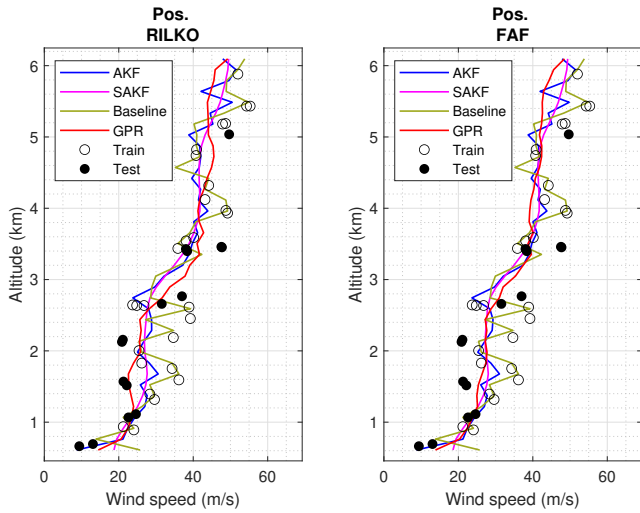 Pos.
RILKO
Altitude (km)
6
5
4
3
2
1
AKF
SAKF
Baseline
GPR
Train
Test
0
20
40
60
Wind speed (m/s)
Pos.
FAF
Altitude (km)
6
5
4
3
2
1
AKF
SAKF
Baseline
GPR
Train
Test
0
20
40
60
Wind speed (m/s)